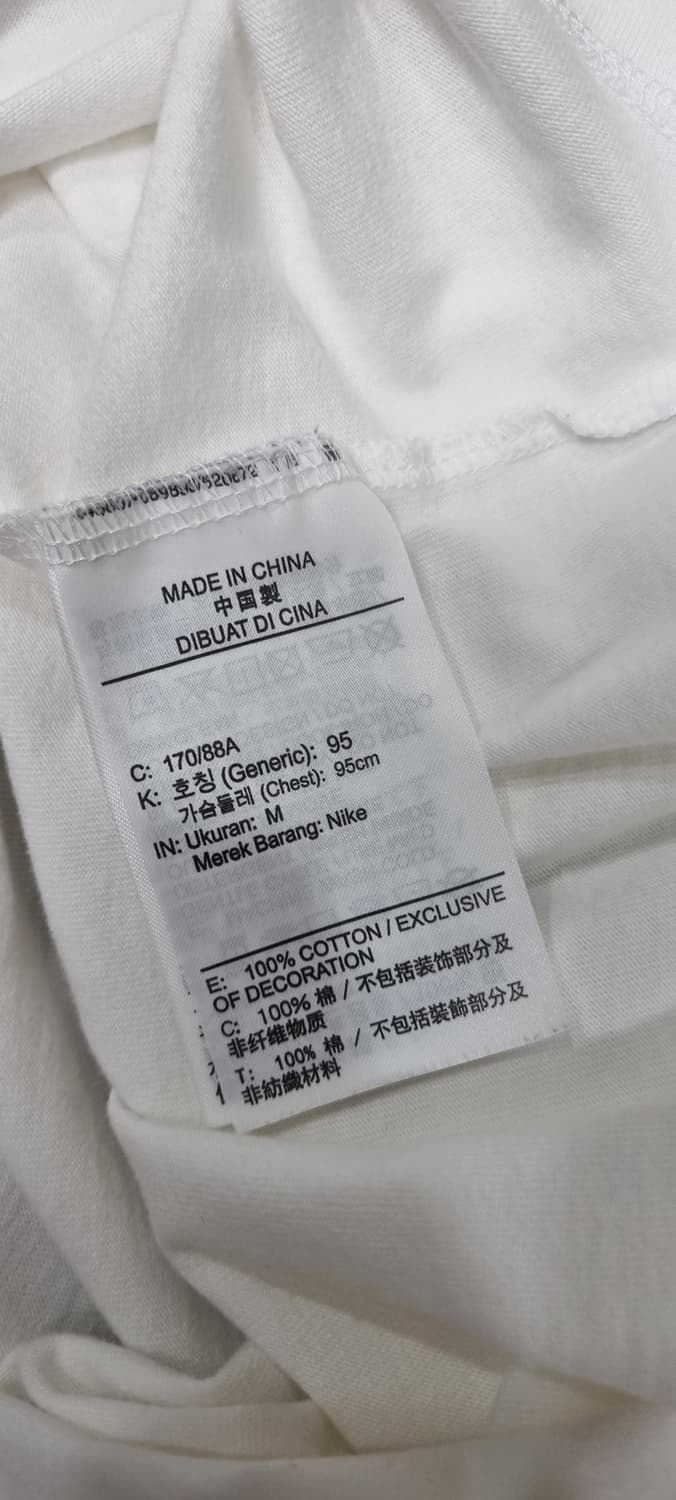 MADE IN CHINA
中国製
DIBUAT DI CINA
C: 170/88A
K: 호칭 (Generic): 95
가슴둘레 (Chest): 95cm
IN: Ukuran: M
Merek Barang: Nike
E: 100% COTTON / EXCLUSIVE
OF DECORATION
C: 100% 棉 / 不包括装饰部分及
非纤维物质
T: 100% 棉 / 不包括裝飾部分及
非紡織材料